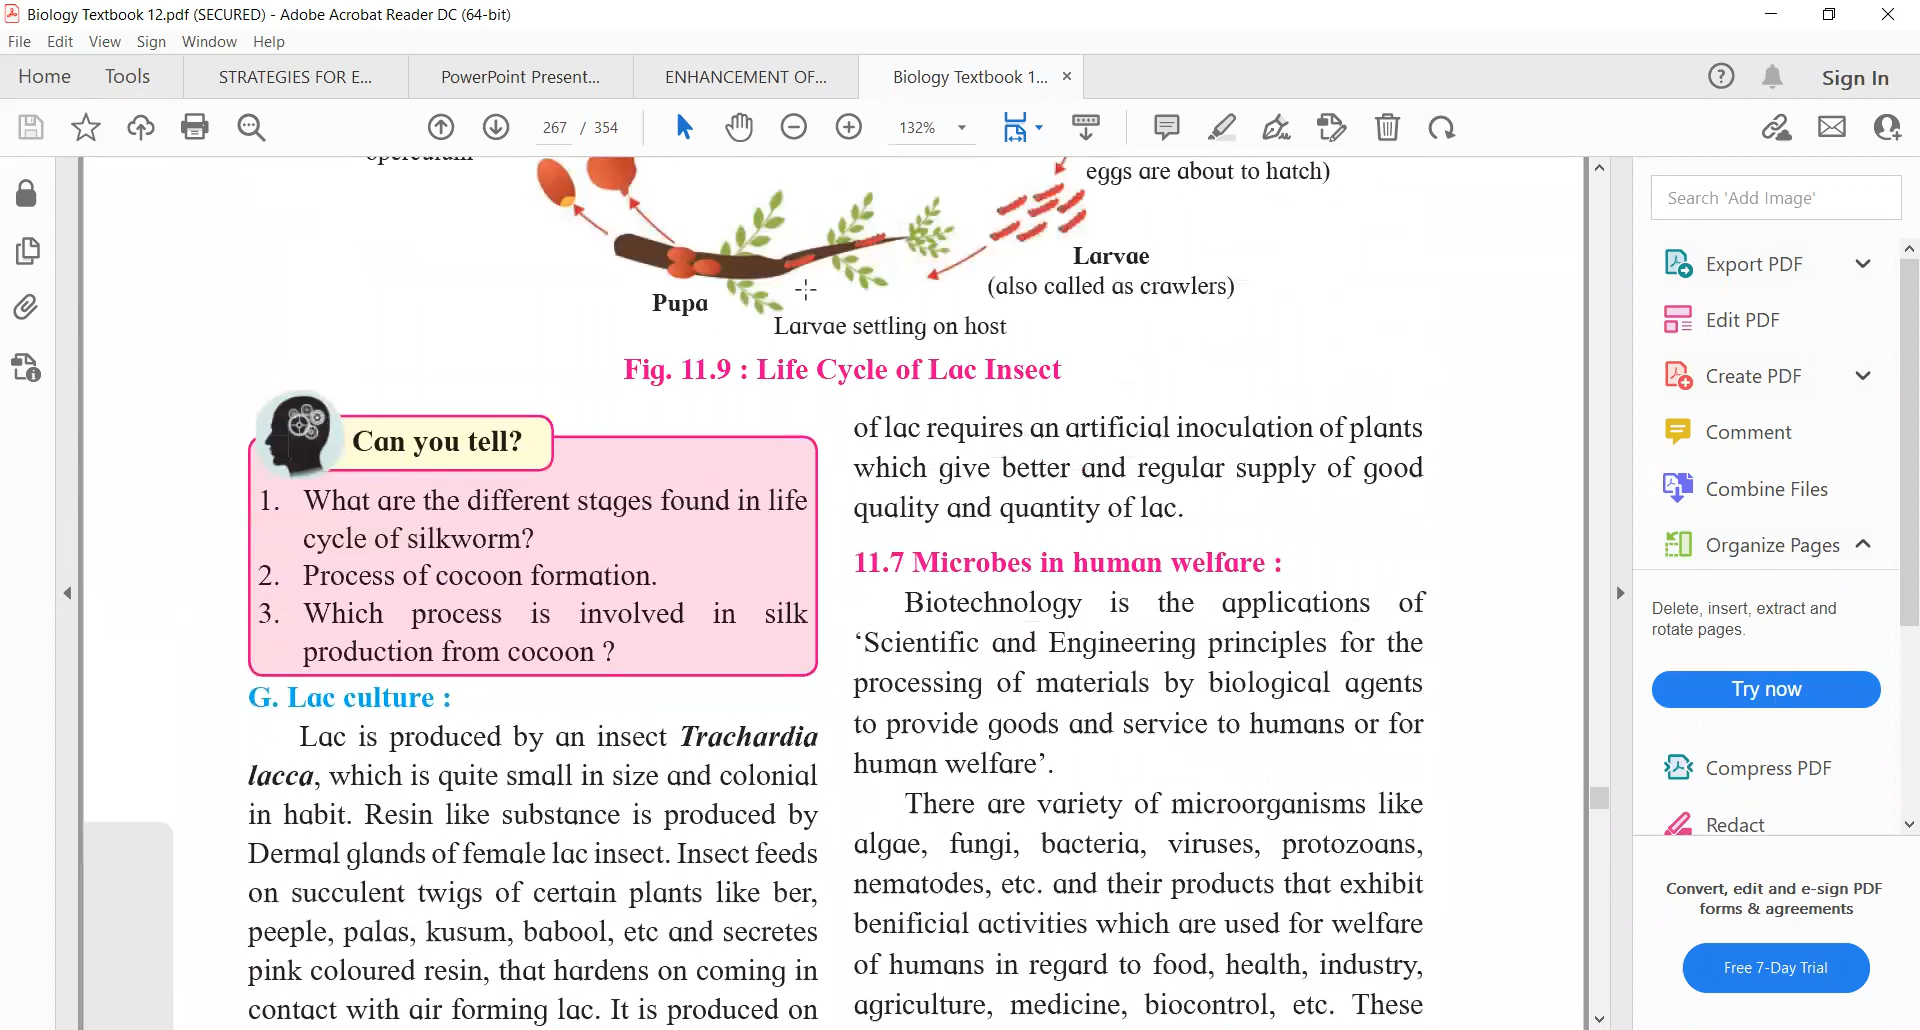 Biology Textbook 12.pdf (SECURED) - Adobe Acrobat Reader DC (64-bit)
File Edit View Sign Window Help
Home Tools STRATEGIES FOR E... PowerPoint Present... ENHANCEMENT OF... Biology Textbook 1... × Sign In
267 / 354 132%
operculum
eggs are about to hatch)
Larvae
(also called as crawlers)
Pupa
Larvae settling on host
Fig. 11.9 : Life Cycle of Lac Insect
Can you tell?
1. What are the different stages found in life
cycle of silkworm?
2. Process of cocoon formation.
3. Which process is involved in silk
production from cocoon ?
G. Lac culture :
Lac is produced by an insect Trachardia
lacca, which is quite small in size and colonial
in habit. Resin like substance is produced by
Dermal glands of female lac insect. Insect feeds
on succulent twigs of certain plants like ber,
peeple, palas, kusum, babool, etc and secretes
pink coloured resin, that hardens on coming in
contact with air forming lac. It is produced on
of lac requires an artificial inoculation of plants
which give better and regular supply of good
quality and quantity of lac.
11.7 Microbes in human welfare :
Biotechnology is the applications of
‘Scientific and Engineering principles for the
processing of materials by biological agents
to provide goods and service to humans or for
human welfare’.
There are variety of microorganisms like
algae, fungi, bacteria, viruses, protozoans,
nematodes, etc. and their products that exhibit
benificial activities which are used for welfare
of humans in regard to food, health, industry,
agriculture, medicine, biocontrol, etc. These
Search 'Add Image'
Export PDF
Edit PDF
Create PDF
Comment
Combine Files
Organize Pages
Delete, insert, extract and
rotate pages.
Try now
Compress PDF
Redact
Convert, edit and e-sign PDF
forms & agreements
Free 7-Day Trial